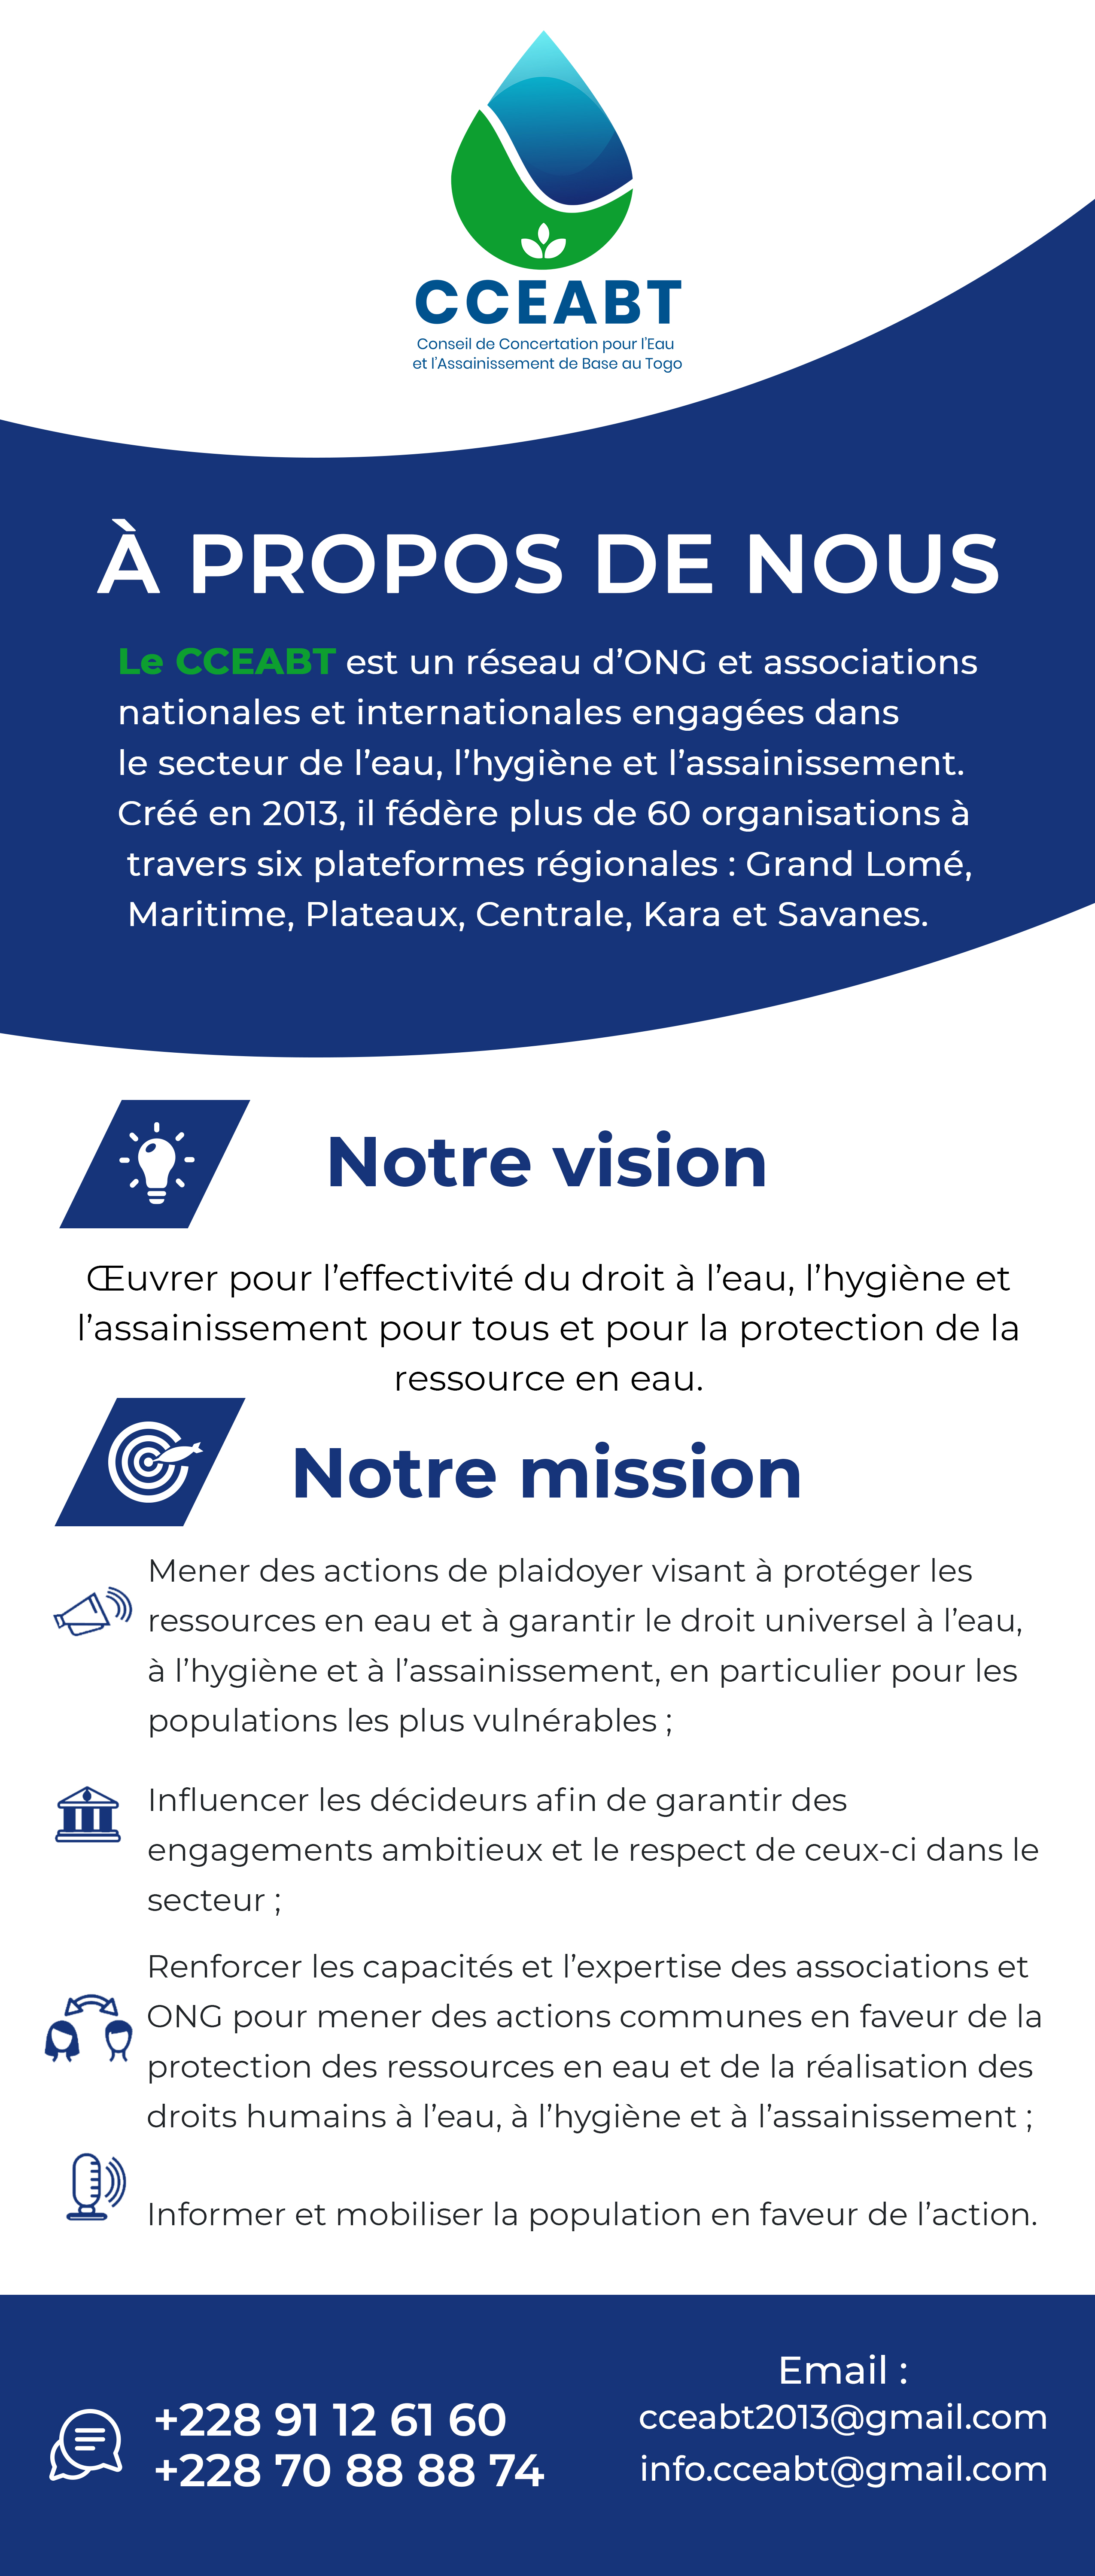 CCEABT
Conseil de Concertation pour l'Eau
et l'Assainissement de Base au Togo
À PROPOS DE NOUS
Le CCEABT est un réseau d’ONG et associations
nationales et internationales engagées dans
le secteur de l’eau, l’hygiène et l’assainissement.
Créé en 2013, il fédère plus de 60 organisations à
travers six plateformes régionales : Grand Lomé,
Maritime, Plateaux, Centrale, Kara et Savanes.
Notre vision
Œuvrer pour l’effectivité du droit à l’eau, l’hygiène et
l’assainissement pour tous et pour la protection de la
ressource en eau.
Notre mission
Mener des actions de plaidoyer visant à protéger les
ressources en eau et à garantir le droit universel à l’eau,
à l’hygiène et à l’assainissement, en particulier pour les
populations les plus vulnérables ;
Influencer les décideurs afin de garantir des
engagements ambitieux et le respect de ceux-ci dans le
secteur ;
Renforcer les capacités et l’expertise des associations et
ONG pour mener des actions communes en faveur de la
protection des ressources en eau et de la réalisation des
droits humains à l’eau, à l’hygiène et à l’assainissement ;
Informer et mobiliser la population en faveur de l’action.
+228 91 12 61 60
+228 70 88 88 74
Email :
cceabt2013@gmail.com
info.cceabt@gmail.com